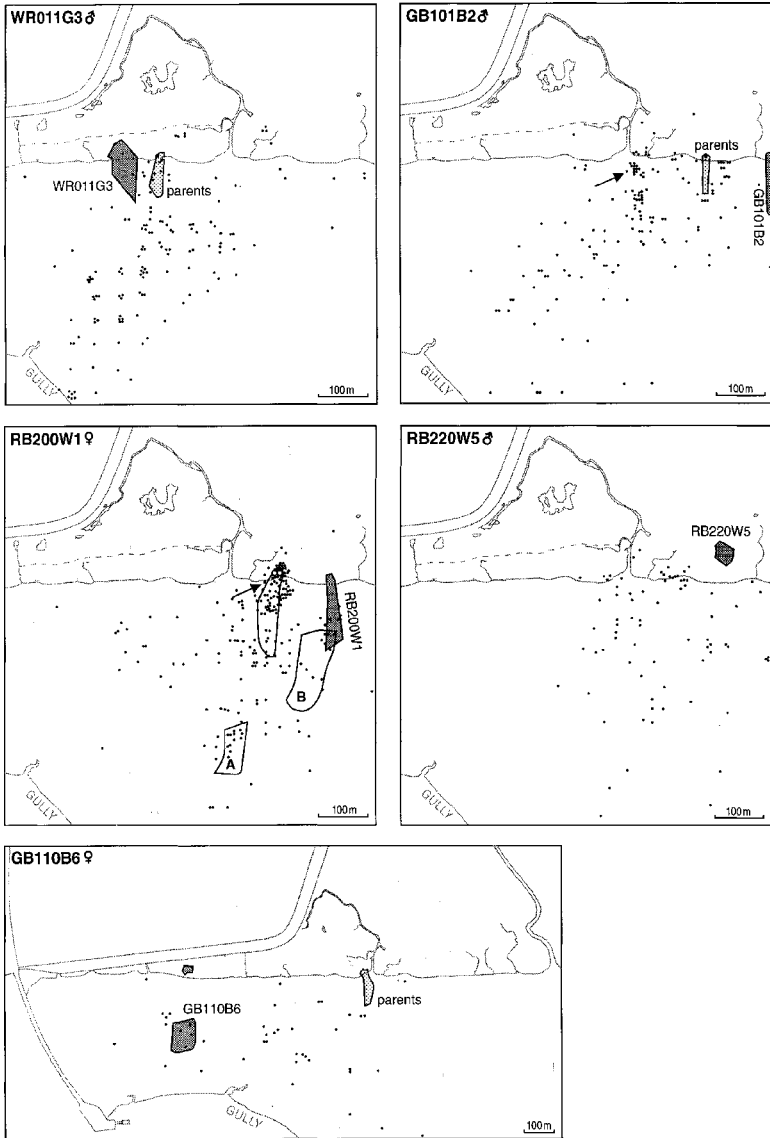 WR011G3♂
WR011G3
parents
GULLY
100m
GB101B2♂
parents
GB101B2
GULLY
100m
RB200W1♀
RB200W1
B
A
GULLY
100m
RB220W5♂
RB220W5
GULLY
100m
GB110B6♀
parents
GB110B6
GULLY
100m